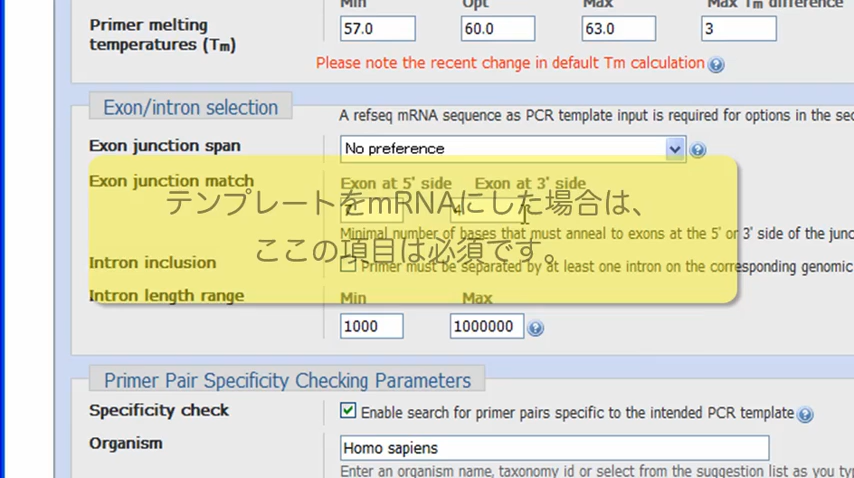 Min Opt Max Max Tm difference
Primer melting temperatures (Tm) 57.0 60.0 63.0 3
Please note the recent change in default Tm calculation
Exon/intron selection
A refseq mRNA sequence as PCR template input is required for options in the sec
Exon junction span No preference
Exon junction match Exon at 5' side Exon at 3' side
テンプレートをmRNAにした場合は、
7 4
Minimal number of bases that must anneal to exons at the 5' or 3' side of the junc
ここの項目は必須です。
Intron inclusion Primer must be separated by at least one intron on the corresponding genomic
Intron length range Min Max
1000 1000000
Primer Pair Specificity Checking Parameters
Specificity check Enable search for primer pairs specific to the intended PCR template
Organism Homo sapiens
Enter an organism name, taxonomy id or select from the suggestion list as you typ